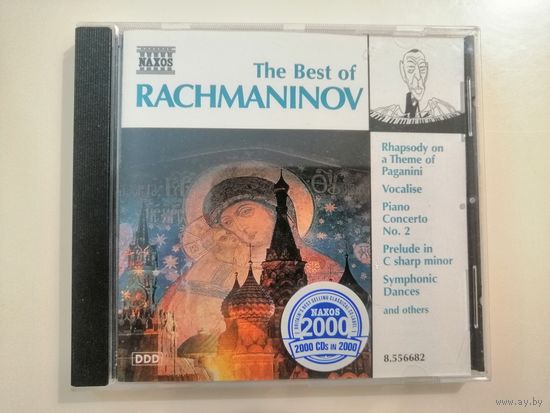 NAXOS
The Best of
RACHMANINOV
Rhapsody on
a Theme of
Paganini
Vocalise
Piano
Concerto
No. 2
Prelude in
C sharp minor
Symphonic
Dances
and others
NAXOS
2000
2000 CDs IN 2000
DDD
8.556682
www.ay.by